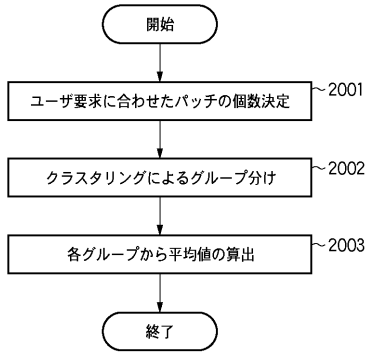 開始
ユーザ要求に合わせたパッチの個数決定
2001
クラスタリングによるグループ分け
2002
各グループから平均値の算出
2003
終了